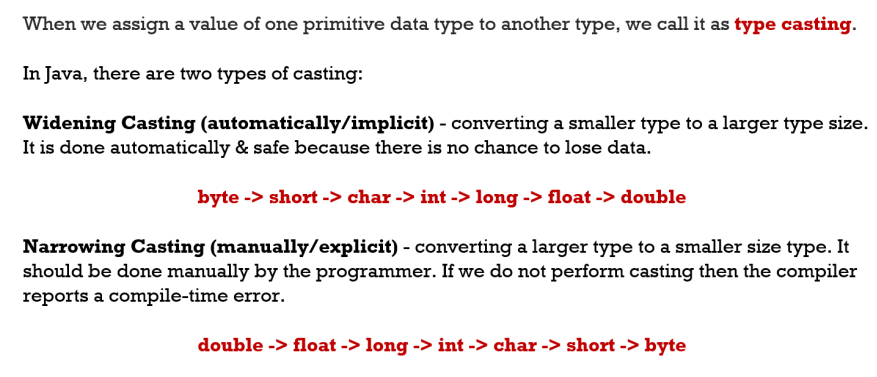 When we assign a value of one primitive data type to another type, we call it as type casting.
In Java, there are two types of casting:
Widening Casting (automatically/implicit) - converting a smaller type to a larger type size.
It is done automatically & safe because there is no chance to lose data.
byte -> short -> char -> int -> long -> float -> double
Narrowing Casting (manually/explicit) - converting a larger type to a smaller size type. It
should be done manually by the programmer. If we do not perform casting then the compiler
reports a compile-time error.
double -> float -> long -> int -> char -> short -> byte